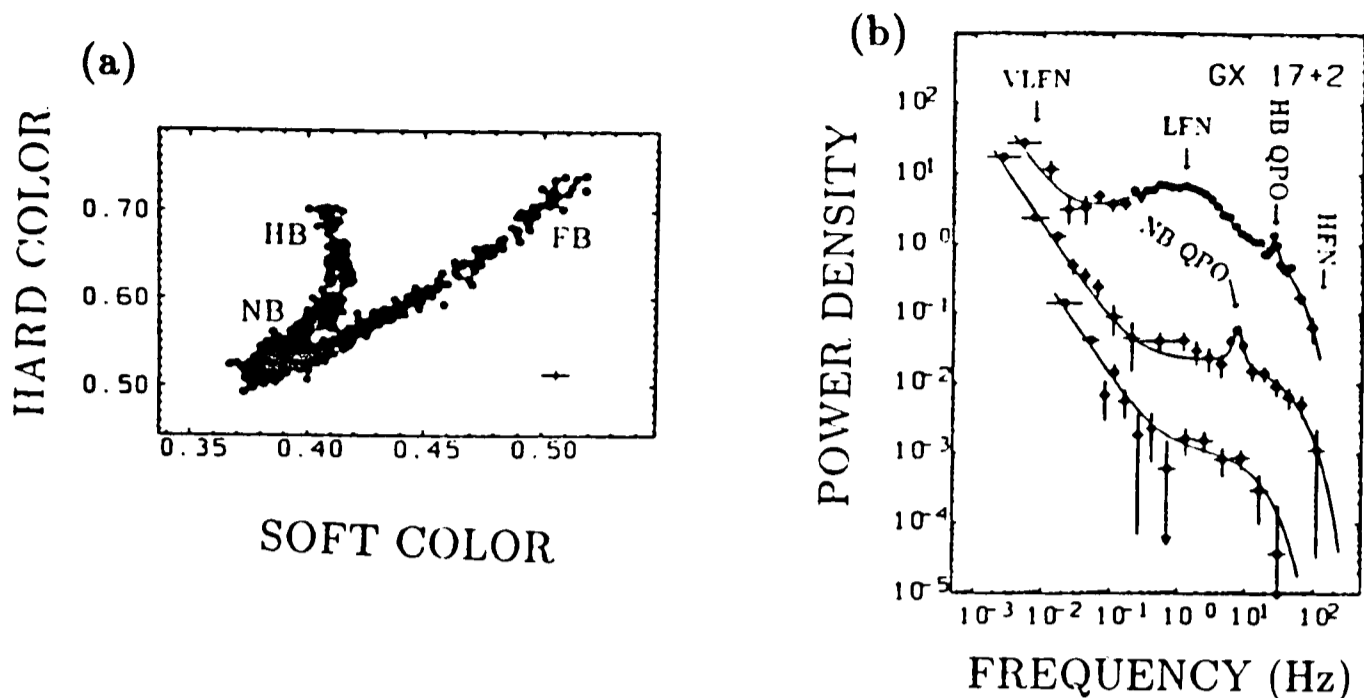 (a)
HARD COLOR
0.70
0.60
0.50
HB
NB
FB
0.35 0.40 0.45 0.50
SOFT COLOR
(b)
POWER DENSITY
10² 10¹ 10⁰ 10⁻¹ 10⁻² 10⁻³ 10⁻⁴ 10⁻⁵
GX 17+2
VLFN
LFN
HB QPO
NB QPO
HFN
10⁻³ 10⁻² 10⁻¹ 10⁰ 10¹ 10²
FREQUENCY (Hz)